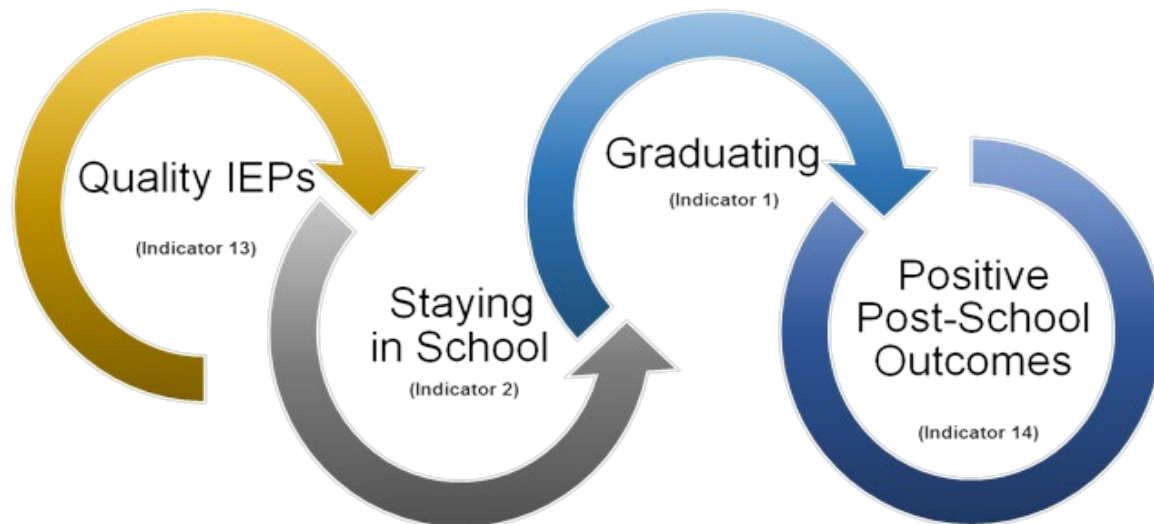 Quality IEPs
(Indicator 13)
Staying
in School
(Indicator 2)
Graduating
(Indicator 1)
Positive
Post-School
Outcomes
(Indicator 14)